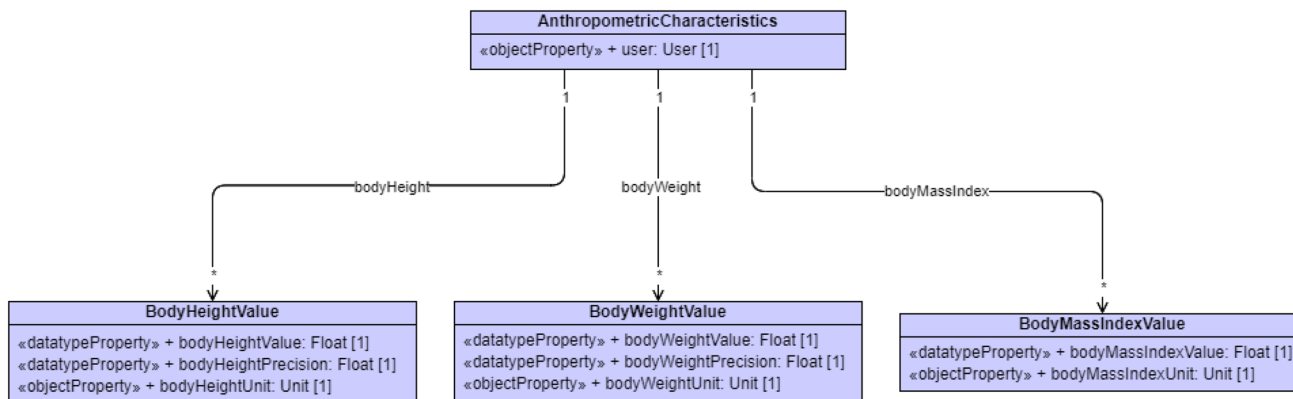 AnthropometricCharacteristics
«objectProperty» + user: User [1]
1
1
1
bodyHeight
bodyWeight
bodyMassIndex
*
*
*
BodyHeightValue
«datatypeProperty» + bodyHeightValue: Float [1]
«datatypeProperty» + bodyHeightPrecision: Float [1]
«objectProperty» + bodyHeightUnit: Unit [1]
BodyWeightValue
«datatypeProperty» + bodyWeightValue: Float [1]
«datatypeProperty» + bodyWeightPrecision: Float [1]
«objectProperty» + bodyWeightUnit: Unit [1]
BodyMassIndexValue
«datatypeProperty» + bodyMassIndexValue: Float [1]
«objectProperty» + bodyMassIndexUnit: Unit [1]